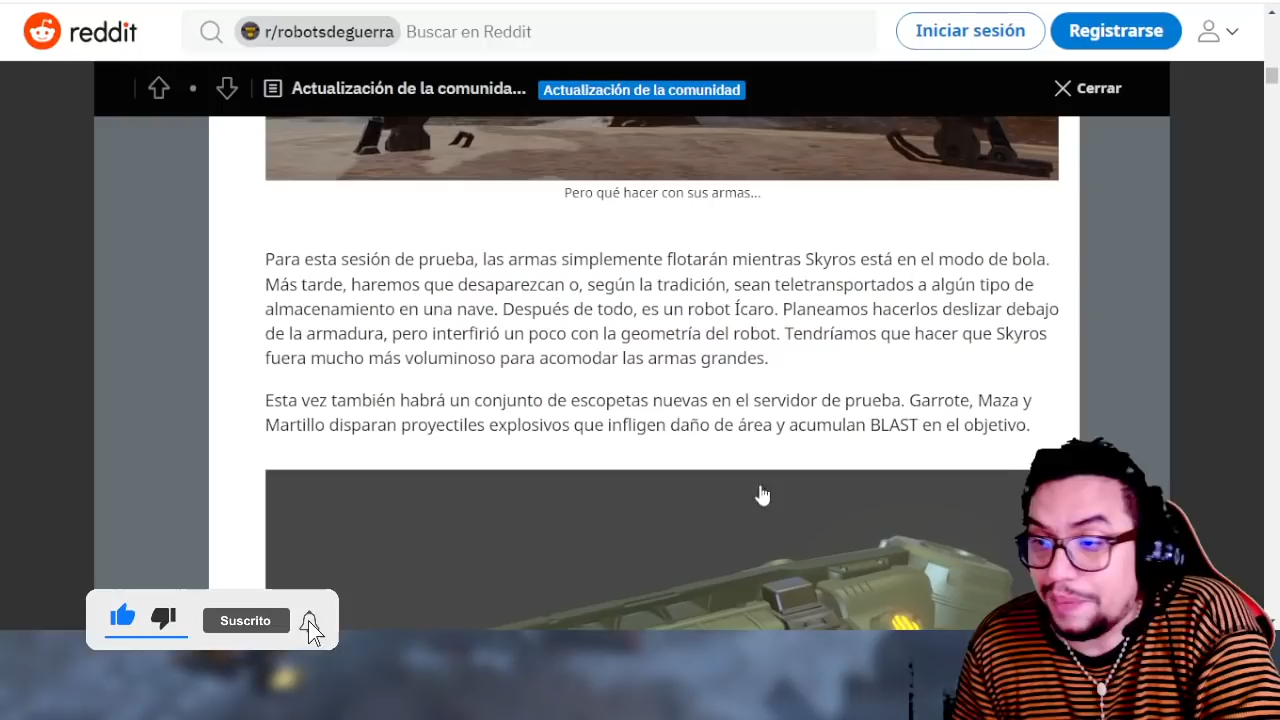 reddit
r/robotsdeguerra
Buscar en Reddit
Iniciar sesión
Registrarse
Actualización de la comunida...
Actualización de la comunidad
Cerrar
Pero qué hacer con sus armas...
Para esta sesión de prueba, las armas simplemente flotarán mientras Skyros está en el modo de bola.
Más tarde, haremos que desaparezcan o, según la tradición, sean teletransportados a algún tipo de
almacenamiento en una nave. Después de todo, es un robot Ícaro. Planeamos hacerlos deslizar debajo
de la armadura, pero interfirió un poco con la geometría del robot. Tendríamos que hacer que Skyros
fuera mucho más voluminoso para acomodar las armas grandes.
Esta vez también habrá un conjunto de escopetas nuevas en el servidor de prueba. Garrote, Maza y
Martillo disparan proyectiles explosivos que infligen daño de área y acumulan BLAST en el objetivo.
Suscrito